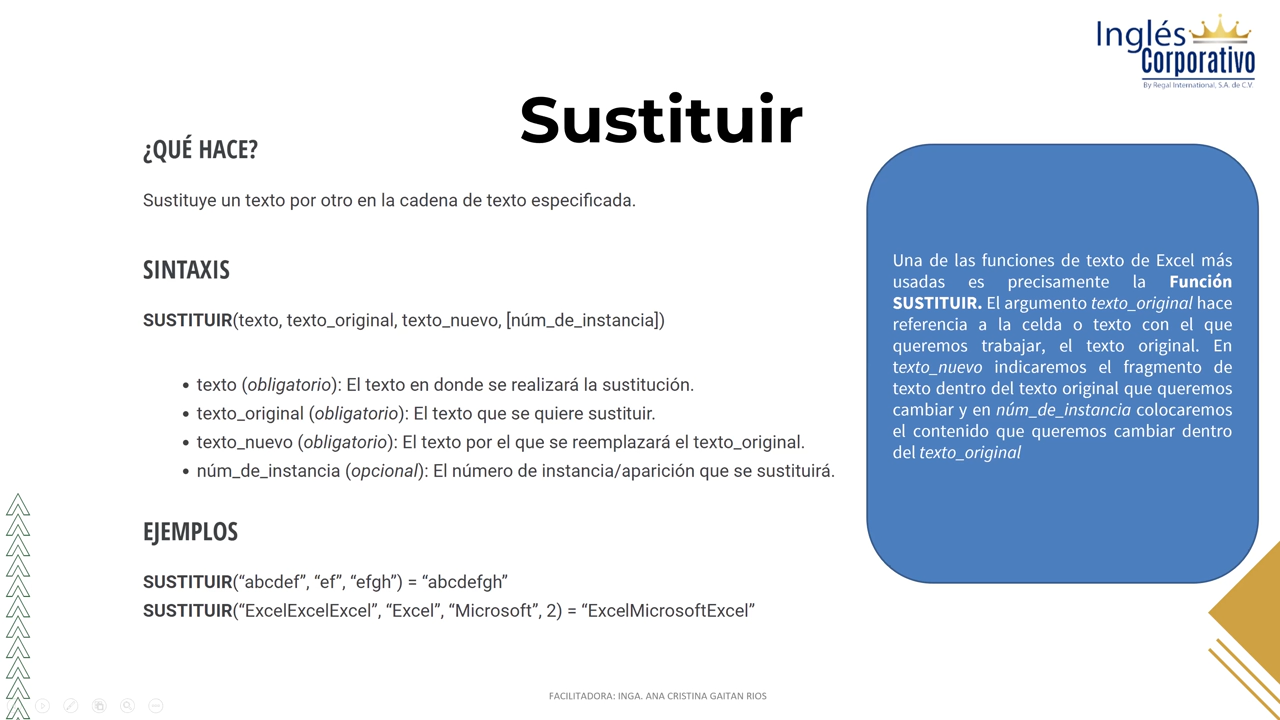 Inglés
Corporativo
By Regal International, S.A. de C.V.
Sustituir
¿QUÉ HACE?
Sustituye un texto por otro en la cadena de texto especificada.
SINTAXIS
SUSTITUIR(texto, texto_original, texto_nuevo, [núm_de_instancia])
• texto (obligatorio): El texto en donde se realizará la sustitución.
• texto_original (obligatorio): El texto que se quiere sustituir.
• texto_nuevo (obligatorio): El texto por el que se reemplazará el texto_original.
• núm_de_instancia (opcional): El número de instancia/aparición que se sustituirá.
EJEMPLOS
SUSTITUIR(“abcdef”, “ef”, “efgh”) = “abcdefgh”
SUSTITUIR(“ExcelExcelExcel”, “Excel”, “Microsoft”, 2) = “ExcelMicrosoftExcel”
Una de las funciones de texto de Excel más
usadas es precisamente la Función
SUSTITUIR. El argumento texto_original hace
referencia a la celda o texto con el que
queremos trabajar, el texto original. En
texto_nuevo indicaremos el fragmento de
texto dentro del texto original que queremos
cambiar y en núm_de_instancia colocaremos
el contenido que queremos cambiar dentro
del texto_original
FACILITADORA: INGA. ANA CRISTINA GAITAN RIOS